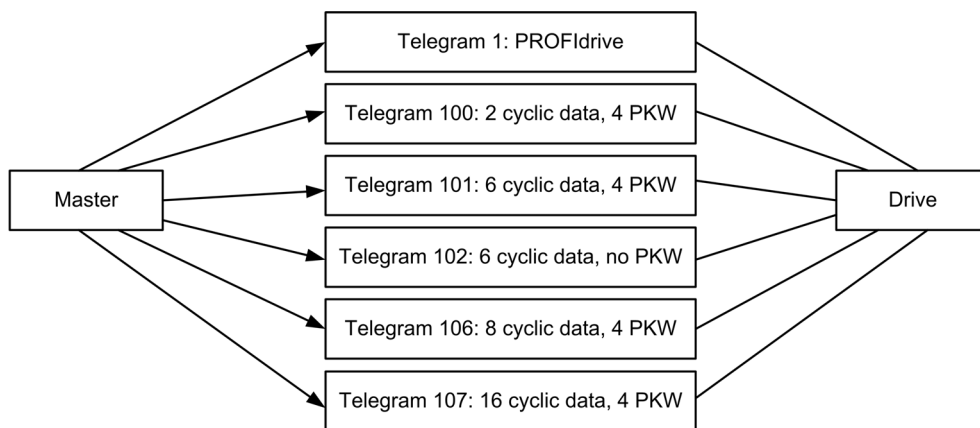 Telegram 1: PROFIdrive
Telegram 100: 2 cyclic data, 4 PKW
Telegram 101: 6 cyclic data, 4 PKW
Master
Drive
Telegram 102: 6 cyclic data, no PKW
Telegram 106: 8 cyclic data, 4 PKW
Telegram 107: 16 cyclic data, 4 PKW